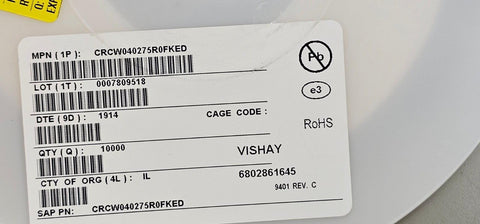 MPN (1P): CRCW040275R0FKED
Pb
LOT (1T): 0007809518
e3
DTE (9D): 1914
CAGE CODE:
RoHS
QTY (Q): 10000
VISHAY
CTY OF ORG (4L): IL
6802861645
9401 REV. C
SAP PN: CRCW040275R0FKED